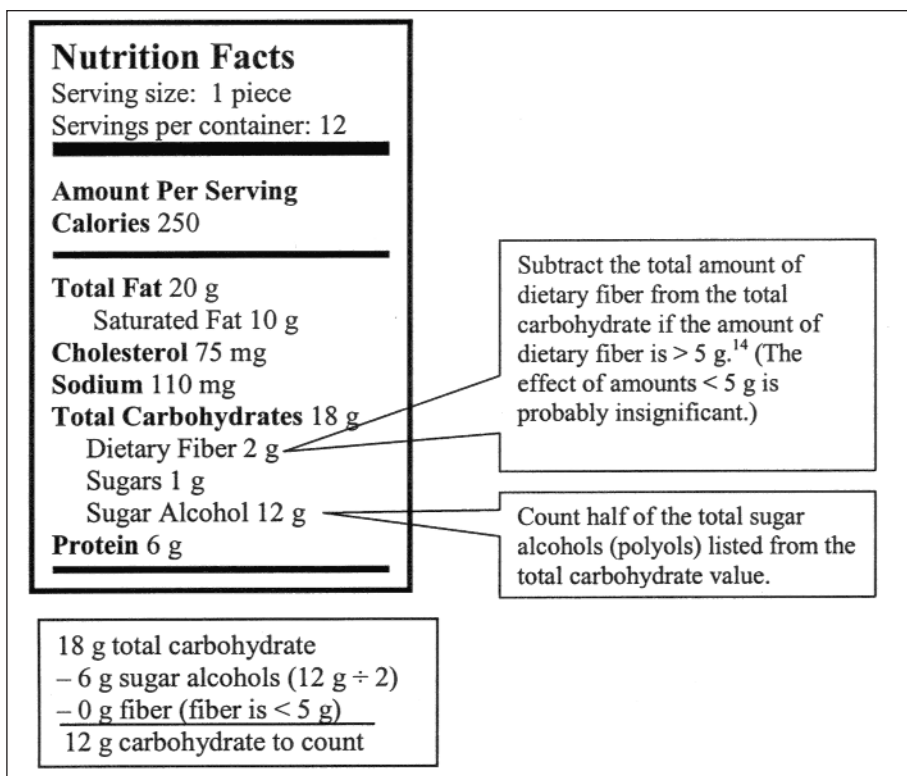 Nutrition Facts
Serving size:  1 piece
Servings per container: 12
Amount Per Serving
Calories 250
Total Fat 20 g
Saturated Fat 10 g
Cholesterol 75 mg
Sodium 110 mg
Total Carbohydrates 18 g
Dietary Fiber 2 g
Sugars 1 g
Sugar Alcohol 12 g
Protein 6 g
Subtract the total amount of
dietary fiber from the total
carbohydrate if the amount of
dietary fiber is > 5 g.¹⁴ (The
effect of amounts < 5 g is
probably insignificant.)
Count half of the total sugar
alcohols (polyols) listed from the
total carbohydrate value.
18 g total carbohydrate
– 6 g sugar alcohols (12 g ÷ 2)
– 0 g fiber (fiber is < 5 g)
12 g carbohydrate to count